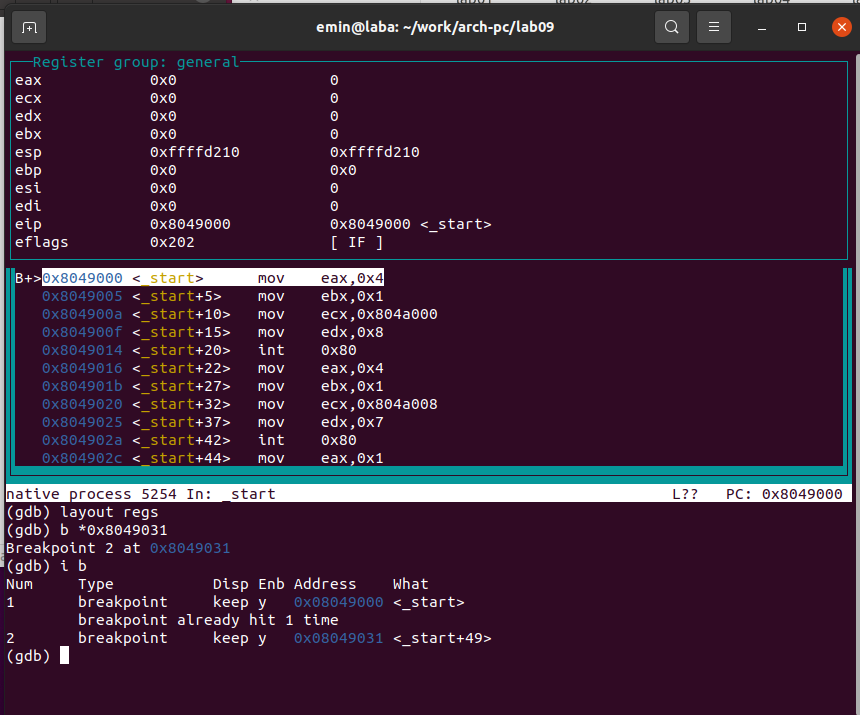 emin@laba: ~/work/arch-pc/lab09
Register group: general
eax 0x0 0
ecx 0x0 0
edx 0x0 0
ebx 0x0 0
esp 0xffffd210 0xffffd210
ebp 0x0 0x0
esi 0x0 0
edi 0x0 0
eip 0x8049000 0x8049000 <_start>
eflags 0x202 [ IF ]
B+>0x8049000 <_start> mov eax,0x4
0x8049005 <_start+5> mov ebx,0x1
0x804900a <_start+10> mov ecx,0x804a000
0x804900f <_start+15> mov edx,0x8
0x8049014 <_start+20> int 0x80
0x8049016 <_start+22> mov eax,0x4
0x804901b <_start+27> mov ebx,0x1
0x8049020 <_start+32> mov ecx,0x804a008
0x8049025 <_start+37> mov edx,0x7
0x804902a <_start+42> int 0x80
0x804902c <_start+44> mov eax,0x1
native process 5254 In: _start L?? PC: 0x8049000
(gdb) layout regs
(gdb) b *0x8049031
Breakpoint 2 at 0x8049031
(gdb) i b
Num Type Disp Enb Address What
1 breakpoint keep y 0x08049000 <_start>
breakpoint already hit 1 time
2 breakpoint keep y 0x08049031 <_start+49>
(gdb)